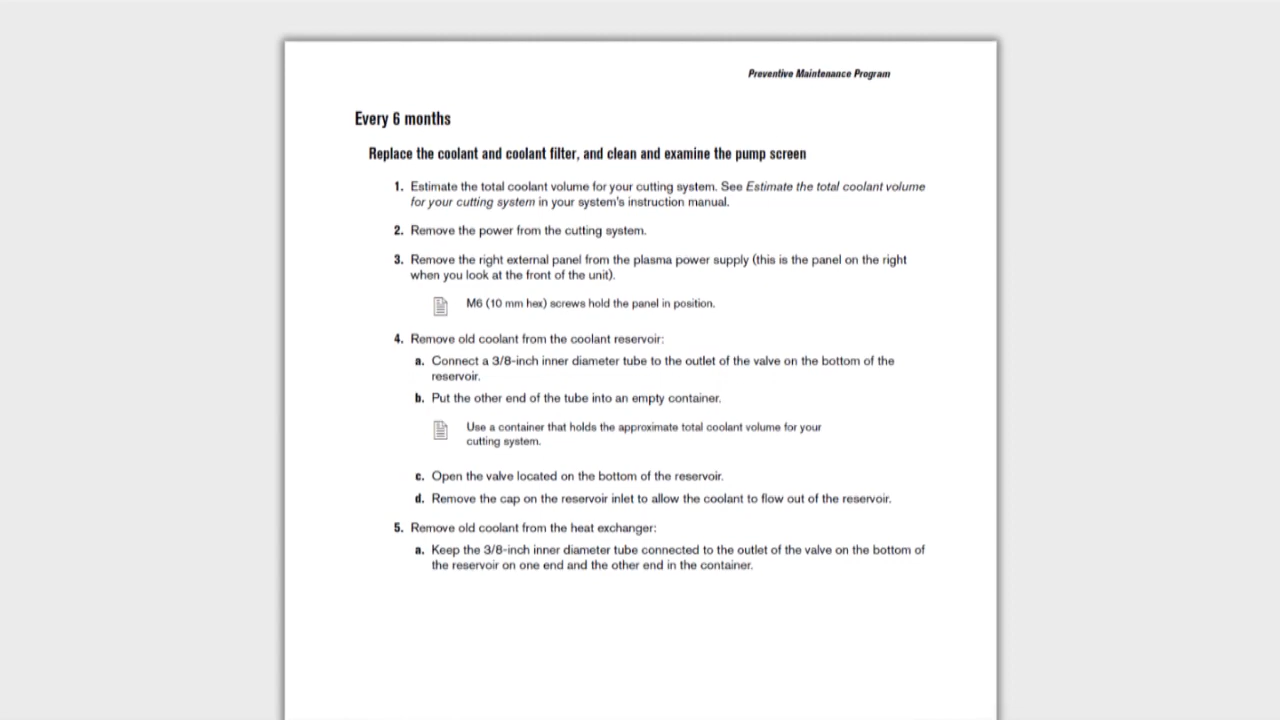 Preventive Maintenance Program
Every 6 months
Replace the coolant and coolant filter, and clean and examine the pump screen
1. Estimate the total coolant volume for your cutting system. See Estimate the total coolant volume
for your cutting system in your system's instruction manual.
2. Remove the power from the cutting system.
3. Remove the right external panel from the plasma power supply (this is the panel on the right
when you look at the front of the unit).
M6 (10 mm hex) screws hold the panel in position.
4. Remove old coolant from the coolant reservoir:
a. Connect a 3/8-inch inner diameter tube to the outlet of the valve on the bottom of the
reservoir.
b. Put the other end of the tube into an empty container.
Use a container that holds the approximate total coolant volume for your
cutting system.
c. Open the valve located on the bottom of the reservoir.
d. Remove the cap on the reservoir inlet to allow the coolant to flow out of the reservoir.
5. Remove old coolant from the heat exchanger:
a. Keep the 3/8-inch inner diameter tube connected to the outlet of the valve on the bottom of
the reservoir on one end and the other end in the container.